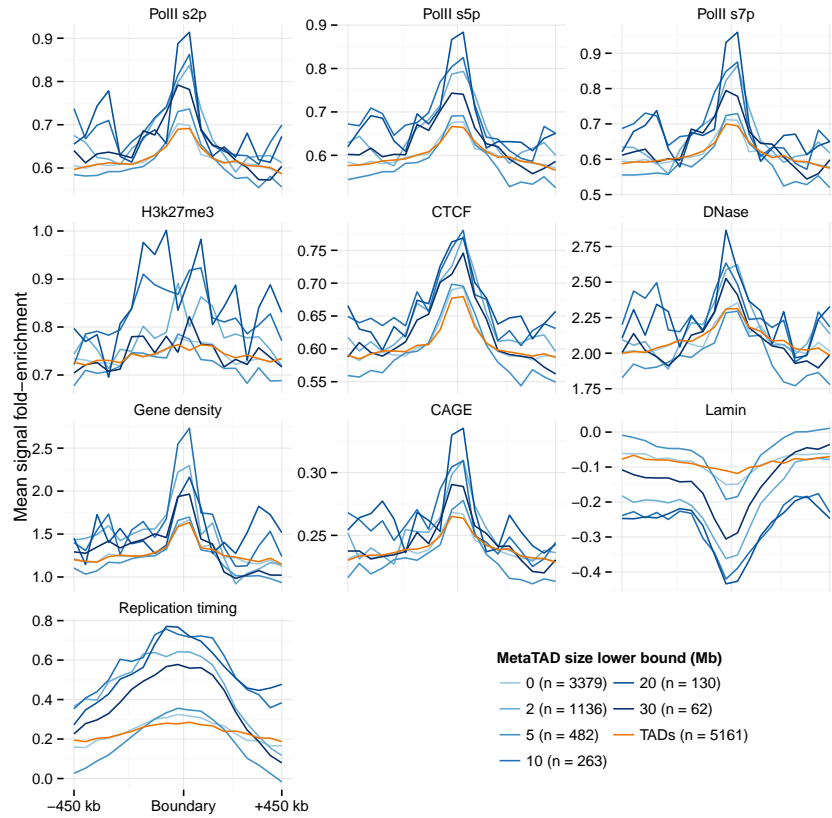 PolII s2p
PolII s5p
PolII s7p
0.9
0.8
0.7
0.6
0.9
0.8
0.7
0.6
0.9
0.8
0.7
0.6
0.5
H3k27me3
CTCF
DNase
1.0
0.9
0.8
0.7
0.75
0.70
0.65
0.60
0.55
2.75
2.50
2.25
2.00
1.75
Mean signal fold−enrichment
Gene density
CAGE
Lamin
2.5
2.0
1.5
1.0
0.30
0.25
0.0
−0.1
−0.2
−0.3
−0.4
Replication timing
0.8
0.6
0.4
0.2
0.0
−450 kb
Boundary
+450 kb
MetaTAD size lower bound (Mb)
0 (n = 3379)
2 (n = 1136)
5 (n = 482)
10 (n = 263)
20 (n = 130)
30 (n = 62)
TADs (n = 5161)